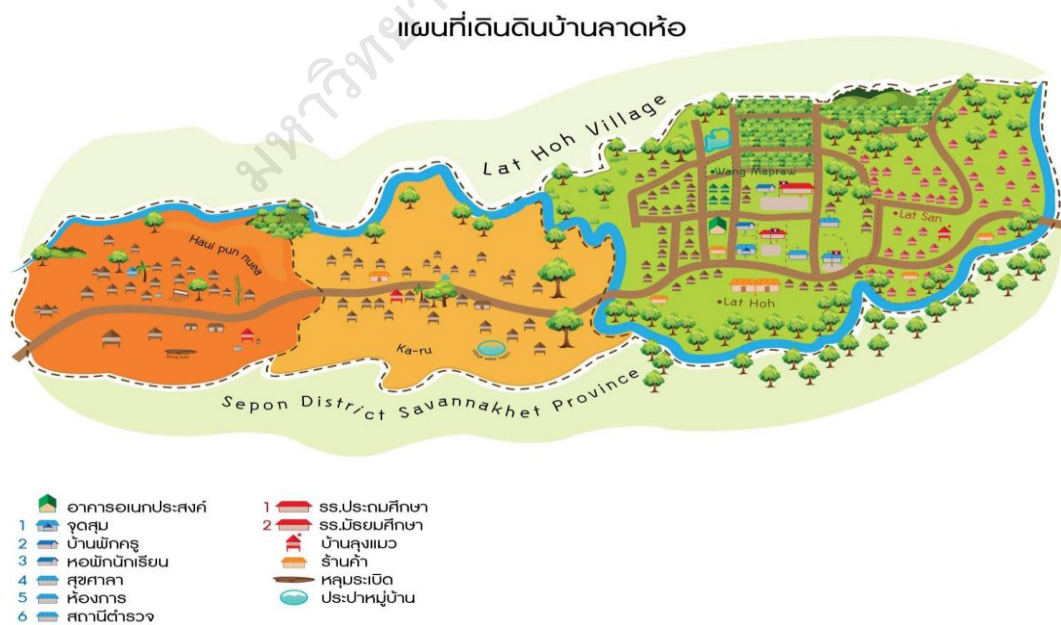 แผนที่เดินดินบ้านลาดห้อ
มหาวิทยา
Lat Hoh Village
Wang Mapraw
Haui pun nuea
Lat San
Lat Hoh
Ka-ru
Sepon District Savannakhet Province
อาคารอเนกประสงค์
1 จุดสุม
2 บ้านพักครู
3 หอพักนักเรียน
4 สุขศาลา
5 ห้องการ
6 สถานีตำรวจ
1 รร.ประถมศึกษา
2 รร.มัธยมศึกษา
บ้านลุงแมว
ร้านค้า
หลุมระเบิด
ประปาหมู่บ้าน